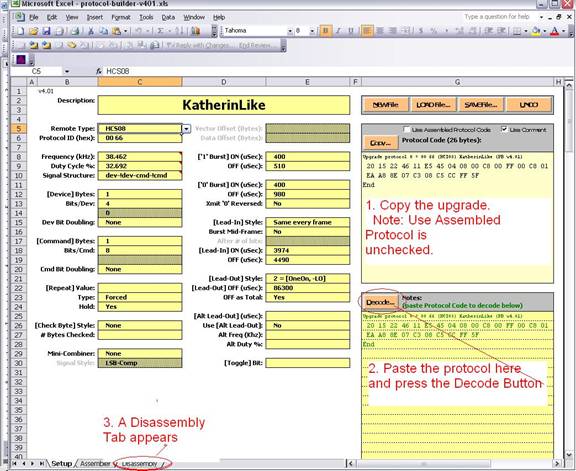 Microsoft Excel - protocol-builder-v401.xls
File Edit View Insert Format Tools Data Window Help
Type a question for help
Tahoma 8 B
Reply with Changes... End Review...
C5 fx HCS08
A B C D E F G
v4.01
Description: KatherinLike
NEW File LOAD File... SAVE File... UNDO
Remote Type: HCS08
Vector Offset (Bytes):
Use Assembled Protocol Code Use Comment
Protocol ID (hex): 00 66
Data Offset (Bytes):
Copy... Protocol Code (26 bytes):
Frequency (kHz): 38.462
['1' Burst] ON (uSec): 400
Duty Cycle %: 32.692
OFF (uSec): 510
Signal Structure: dev-!dev-cmd-!cmd
[Device] Bytes: 1
['0' Burst] ON (uSec): 400
Bits/Dev: 4
OFF (uSec): 980
8
Xmit '0' Reversed: No
Dev Bit Doubling: None
[Lead-In] Style: Same every frame
Burst Mid-Frame: No
[Command] Bytes: 1
After # of bits:
Bits/Cmd: 8
[Lead-In] ON (uSec): 3974
OFF (uSec): 4490
Cmd Bit Doubling: None
[Lead-Out] Style: 2 = [OneOn, -LO]
[Repeat] Value:
[Lead-Out] OFF (uSec): 86300
Type: Forced
OFF as Total: Yes
Hold: Yes
[Alt Lead-Out] (uSec):
[Check Byte] Style: None
Use [Alt Lead-Out]: No
# Bytes Checked:
Alt Freq (kHz):
Alt Duty %:
Mini-Combiner: None
Signal Style: LSB-Comp
[Toggle] Bit:
Upgrade protocol 0 = 00 66 (HCS08) KatherinLike (PB v4.01)
20 15 22 46 11 E5 45 04 08 00 C8 00 FF 00 C8 01
EA A8 8E 07 C3 08 C5 CC FF 5F
End
1. Copy the upgrade.
Note: Use Assembled
Protocol is
unchecked.
Decode... Notes:
(paste Protocol Code to decode below)
Upgrade protocol 0 = 00 66 (HCS08) KatherinLike (PB v4.01)
20 15 22 46 11 E5 45 04 08 00 C8 00 FF 00 C8 01
EA A8 8E 07 C3 08 C5 CC FF 5F
End
2. Paste the protocol here
and press the Decode Button
3. A Disassembly
Tab appears
Setup Assembler Disassembly